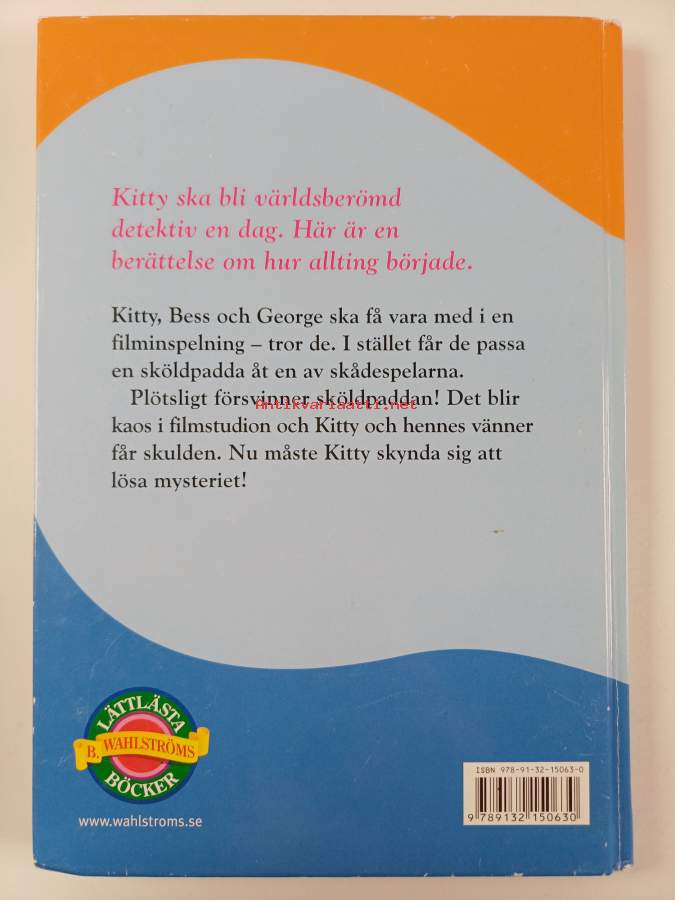 Kitty ska bli världsberömd
detektiv en dag. Här är en
berättelse om hur allting började.
Kitty, Bess och George ska få vara med i en
filminspelning – tror de. I stället får de passa
en sköldpadda åt en av skådespelarna.
Plötsligt försvinner sköldpaddan! Det blir
Antikvariaatti.net
kaos i filmstudion och Kitty och hennes vänner
får skulden. Nu måste Kitty skynda sig att
lösa mysteriet!
LÄTTLÄSTA
B. WAHLSTRÖMS
BÖCKER
www.wahlstroms.se
ISBN 978-91-32-15063-0
9 789132 150630